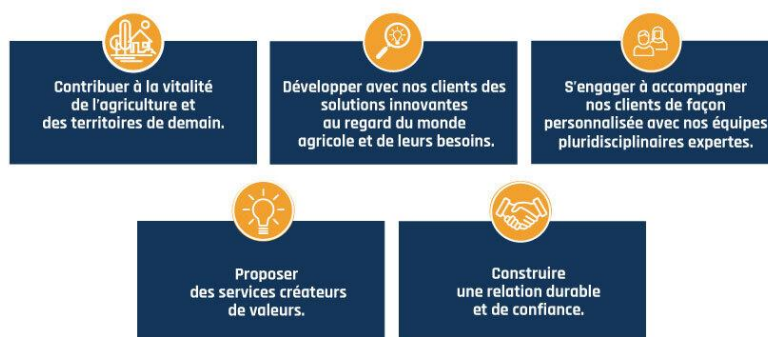 Contribuer à la vitalité
de l’agriculture et
des territoires de demain.
Développer avec nos clients des
solutions innovantes
au regard du monde
agricole et de leurs besoins.
S’engager à accompagner
nos clients de façon
personnalisée avec nos équipes
pluridisciplinaires expertes.
Proposer
des services créateurs
de valeurs.
Construire
une relation durable
et de confiance.